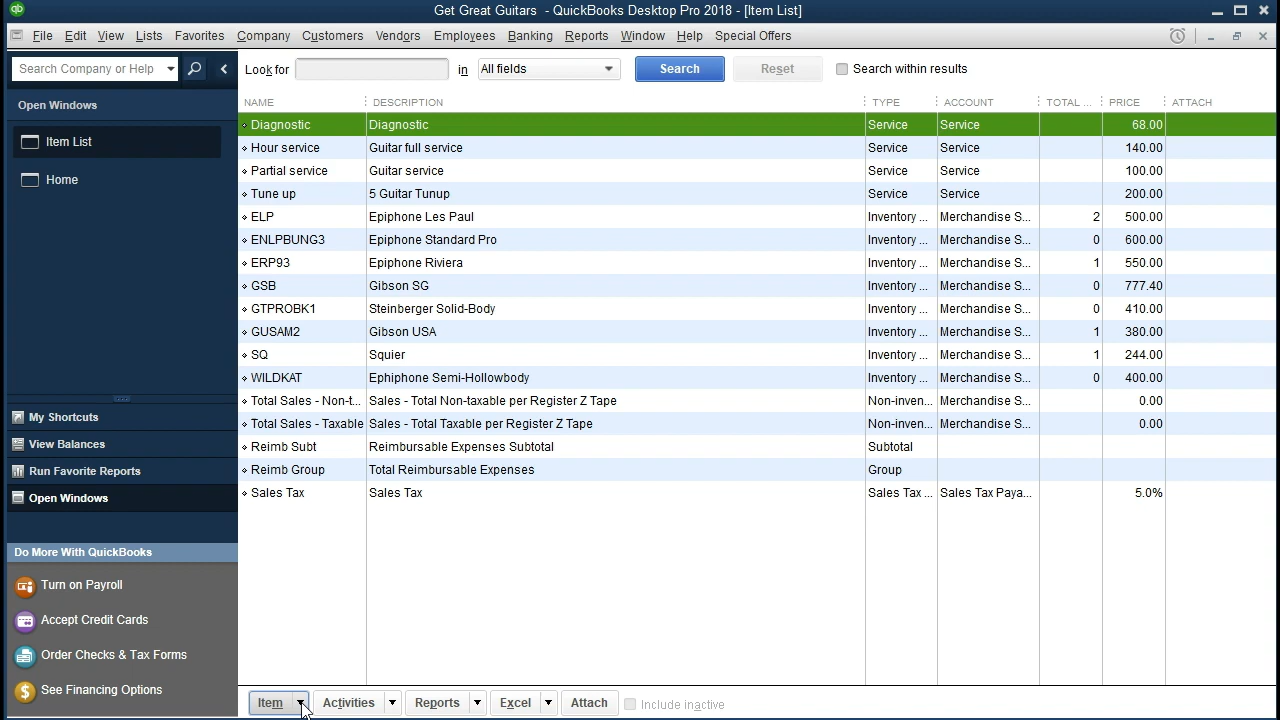 qb Get Great Guitars - QuickBooks Desktop Pro 2018 - [Item List]
File Edit View Lists Favorites Company Customers Vendors Employees Banking Reports Window Help Special Offers
Search Company or Help
Look for in All fields Search Reset Search within results
Open Windows
Item List
Home
My Shortcuts
View Balances
Run Favorite Reports
Open Windows
Do More With QuickBooks
Turn on Payroll
Accept Credit Cards
Order Checks & Tax Forms
See Financing Options
NAME DESCRIPTION TYPE ACCOUNT TOTAL ... PRICE ATTACH
Diagnostic Diagnostic Service Service 68.00
Hour service Guitar full service Service Service 140.00
Partial service Guitar service Service Service 100.00
Tune up 5 Guitar Tunup Service Service 200.00
ELP Epiphone Les Paul Inventory ... Merchandise S... 2 500.00
ENLPBUNG3 Epiphone Standard Pro Inventory ... Merchandise S... 0 600.00
ERP93 Epiphone Riviera Inventory ... Merchandise S... 1 550.00
GSB Gibson SG Inventory ... Merchandise S... 0 777.40
GTPROBK1 Steinberger Solid-Body Inventory ... Merchandise S... 0 410.00
GUSAM2 Gibson USA Inventory ... Merchandise S... 1 380.00
SQ Squier Inventory ... Merchandise S... 1 244.00
WILDKAT Ephiphone Semi-Hollowbody Inventory ... Merchandise S... 0 400.00
Total Sales - Non-t... Sales - Total Non-taxable per Register Z Tape Non-inven... Merchandise S... 0.00
Total Sales - Taxable Sales - Total Taxable per Register Z Tape Non-inven... Merchandise S... 0.00
Reimb Subt Reimbursable Expenses Subtotal Subtotal
Reimb Group Total Reimbursable Expenses Group
Sales Tax Sales Tax Sales Tax ... Sales Tax Paya... 5.0%
Item Activities Reports Excel Attach Include inactive